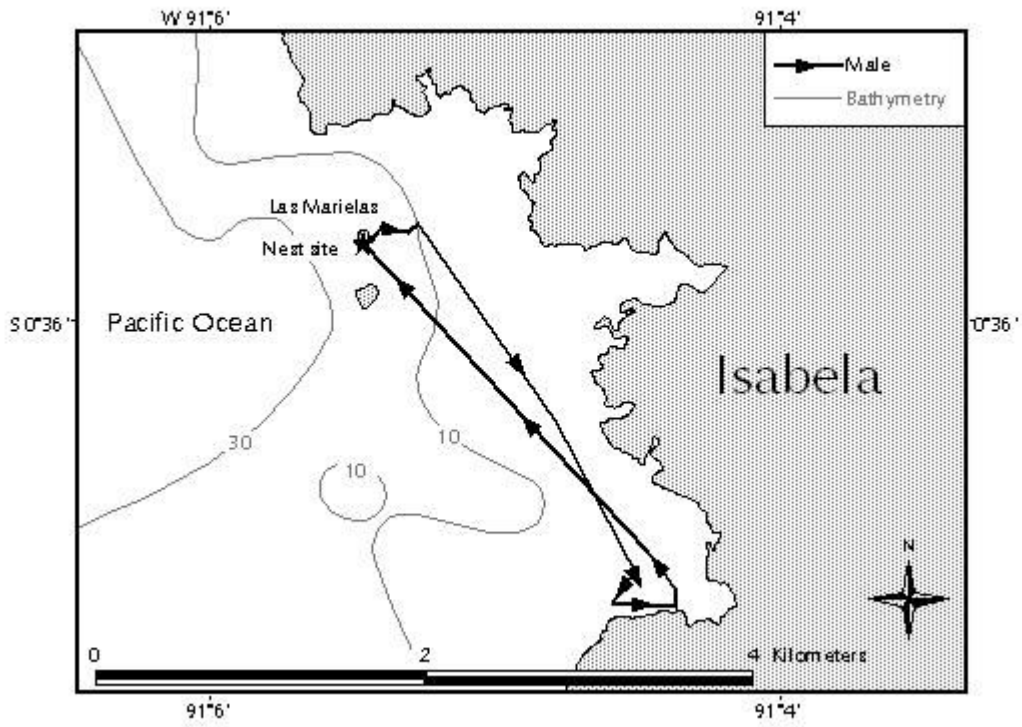 W 91°6'
91°4'
Male
Bathymetry
Las Marielas
Nest site
S 0°36'
Pacific Ocean
0°36'
Isabela
30
10
10
N
0
2
4 Kilometers
91°6'
91°4'